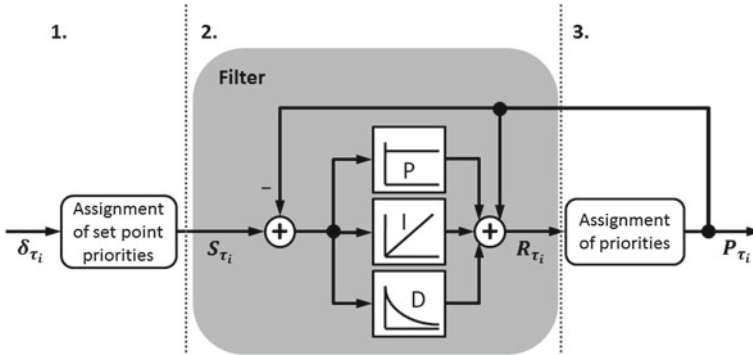 1.
2.
3.
Filter
−
P
I
D
+
+
Assignment
of set point
priorities
Assignment
of priorities
δτi
Sτi
Rτi
Pτi